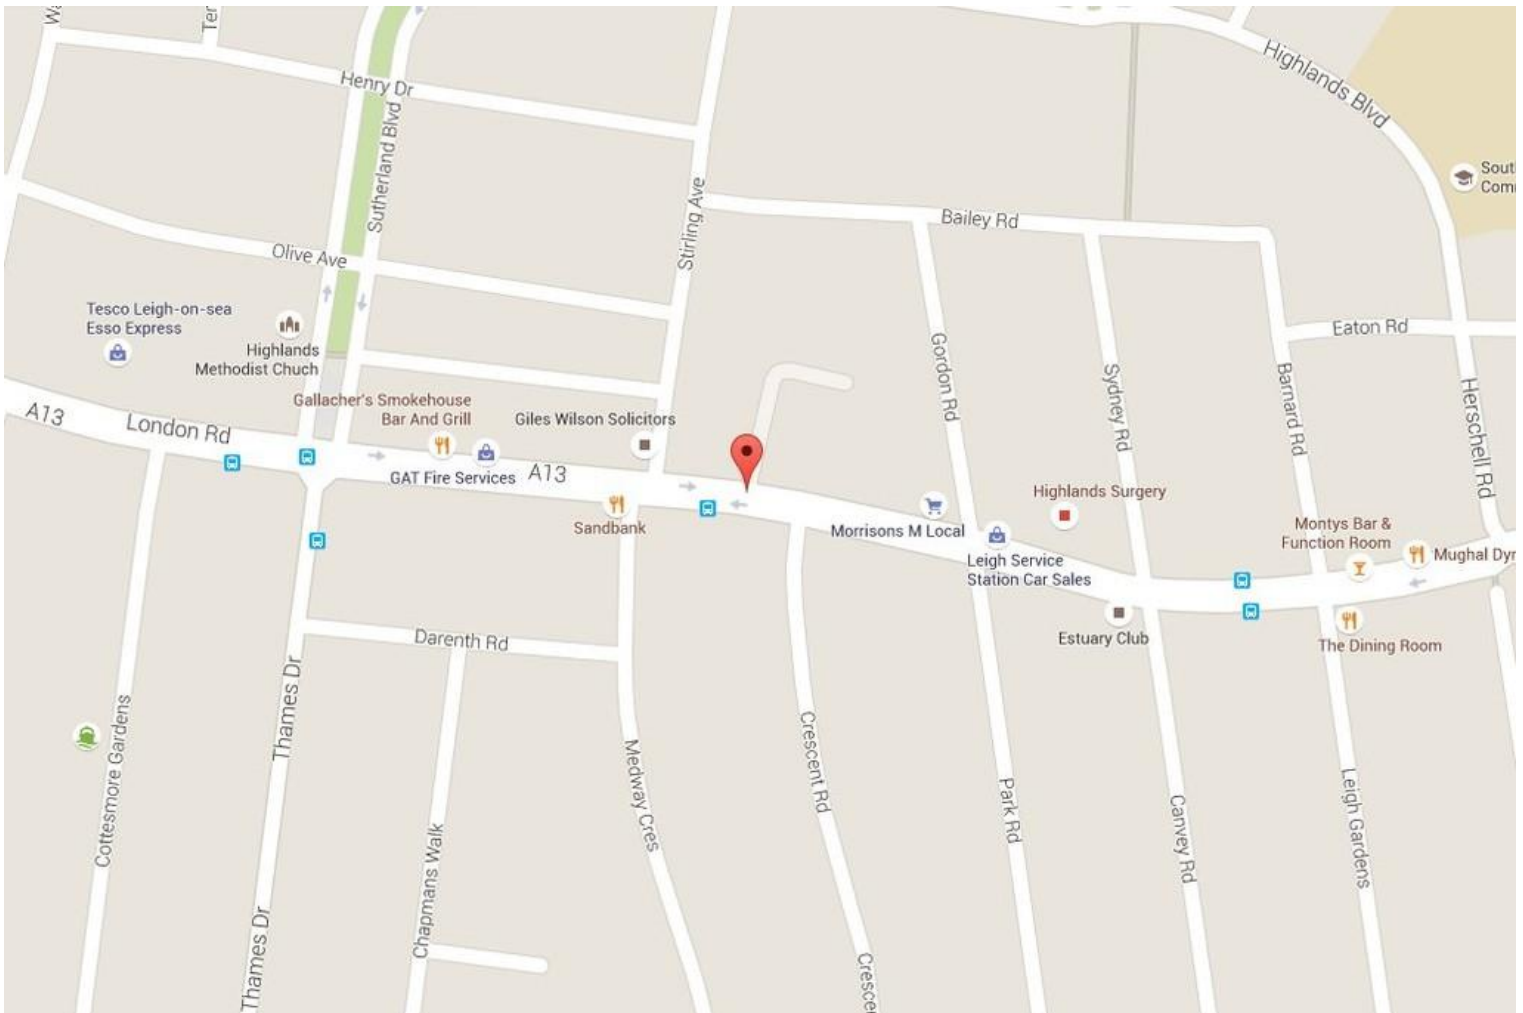 Henry Dr
Highlands Blvd
Sutherland Blvd
Stirling Ave
Bailey Rd
Olive Ave
Tesco Leigh-on-sea
Esso Express
Highlands
Methodist Chuch
Eaton Rd
Gordon Rd
Sydney Rd
Barnard Rd
Herschell Rd
A13
London Rd
Gallacher's Smokehouse
Bar And Grill
Giles Wilson Solicitors
GAT Fire Services
A13
Sandbank
Morrisons M Local
Highlands Surgery
Leigh Service
Station Car Sales
Montys Bar &
Function Room
Mughal Dyn
Estuary Club
The Dining Room
Darenth Rd
Thames Dr
Cottesmore Gardens
Medway Cres
Crescent Rd
Park Rd
Canvey Rd
Leigh Gardens
Chapmans Walk
Thames Dr
Cresce